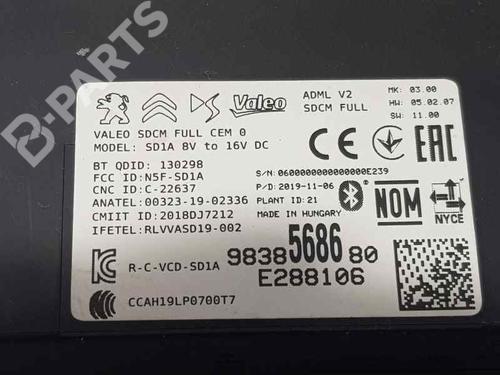 B-PARTS
Valeo
ADML V2
SDCM FULL
MK: 03.00
HW: 05.02.07
SW: 11.00
VALEO SDCM FULL CEM 0
MODEL: SD1A 8V to 16V DC
CE
EAC
BT QDID: 130298
FCC ID: N5F-SD1A
CNC ID: C-22637
ANATEL: 00323-19-02336
CMIIT ID: 2018DJ7212
IFETEL: RLVVASD19-002
S/N: 0600000000000000E239
P/D: 2019-11-06
PLANT ID: 21
MADE IN HUNGARY
NOM
NYCE
R-C-VCD-SD1A
9838568680
E288106
CCAH19LP0700T7